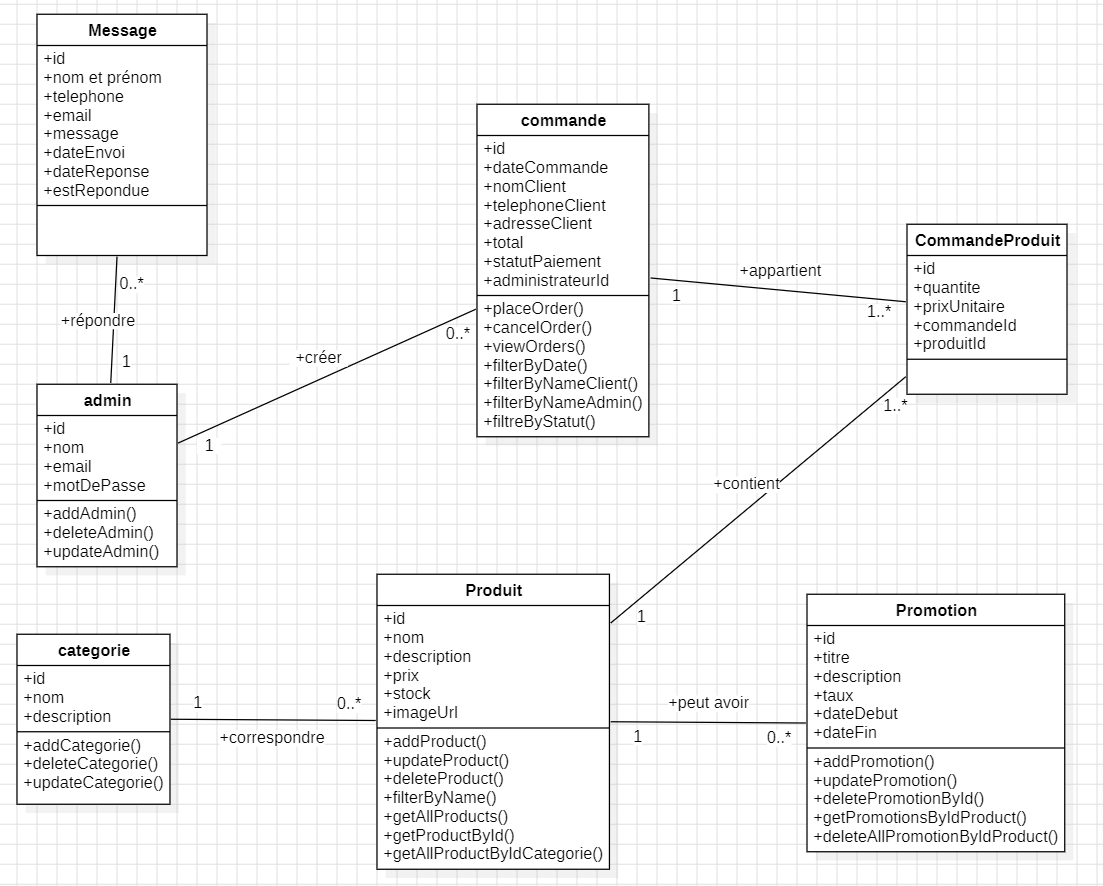 Message
+id
+nom et prénom
+telephone
+email
+message
+dateEnvoi
+dateReponse
+estRepondue
0..*
+répondre
1
admin
+id
+nom
+email
+motDePasse
+addAdmin()
+deleteAdmin()
+updateAdmin()
1
+créer
0..*
commande
+id
+dateCommande
+nomClient
+telephoneClient
+adresseClient
+total
+statutPaiement
+administrateurId
+placeOrder()
+cancelOrder()
+viewOrders()
+filterByDate()
+filterByNameClient()
+filterByNameAdmin()
+filtreByStatut()
+appartient
1
1..*
CommandeProduit
+id
+quantite
+prixUnitaire
+commandeId
+produitId
1..*
+contient
1
categorie
+id
+nom
+description
+addCategorie()
+deleteCategorie()
+updateCategorie()
1
0..*
+correspondre
Produit
+id
+nom
+description
+prix
+stock
+imageUrl
+addProduct()
+updateProduct()
+deleteProduct()
+filterByName()
+getAllProducts()
+getProductById()
+getAllProductByIdCategorie()
+peut avoir
1
0..*
Promotion
+id
+titre
+description
+taux
+dateDebut
+dateFin
+addPromotion()
+updatePromotion()
+deletePromotionById()
+getPromotionsByIdProduct()
+deleteAllPromotionByIdProduct()